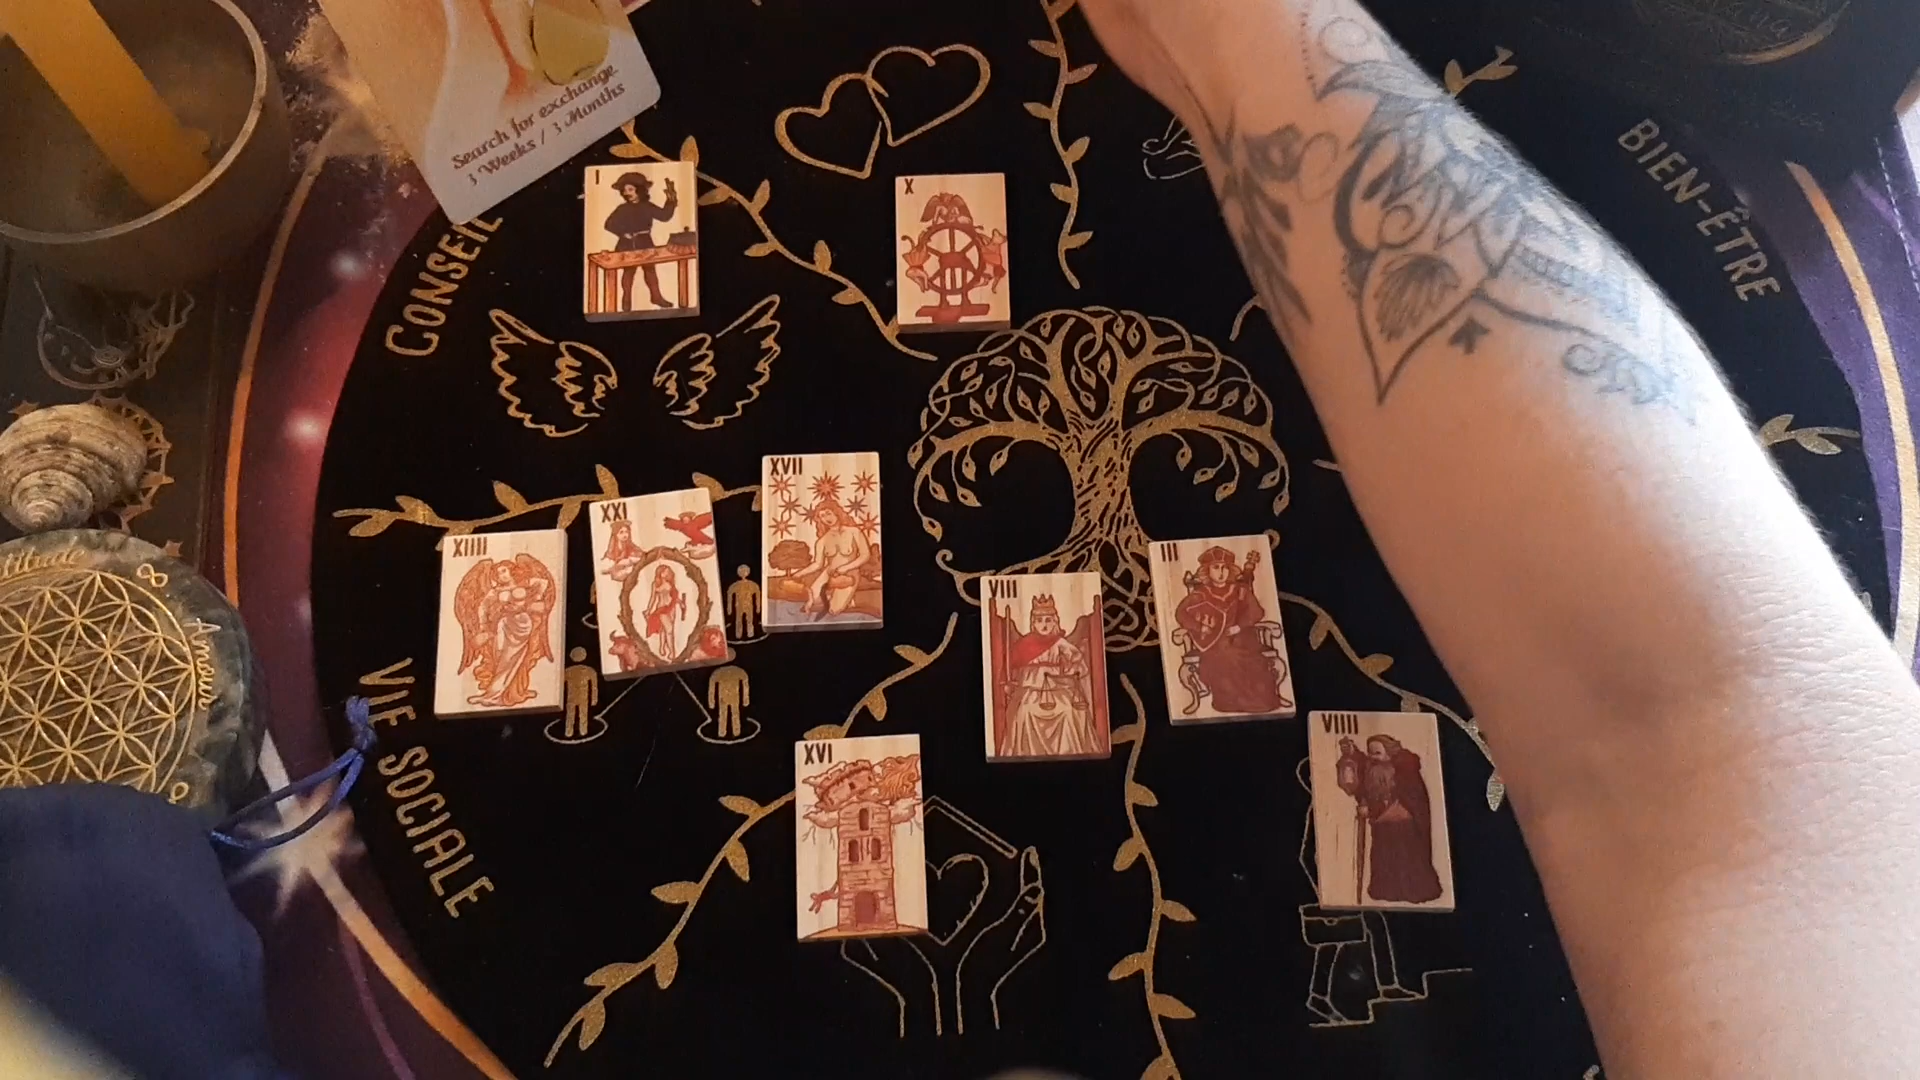 Search for exchange
3 Weeks / 3 Months
CONSEIL
BIEN-ÊTRE
I
X
XVII
XXI
XIIII
VIII
III
XVI
VIIII
VIE SOCIALE
Amour